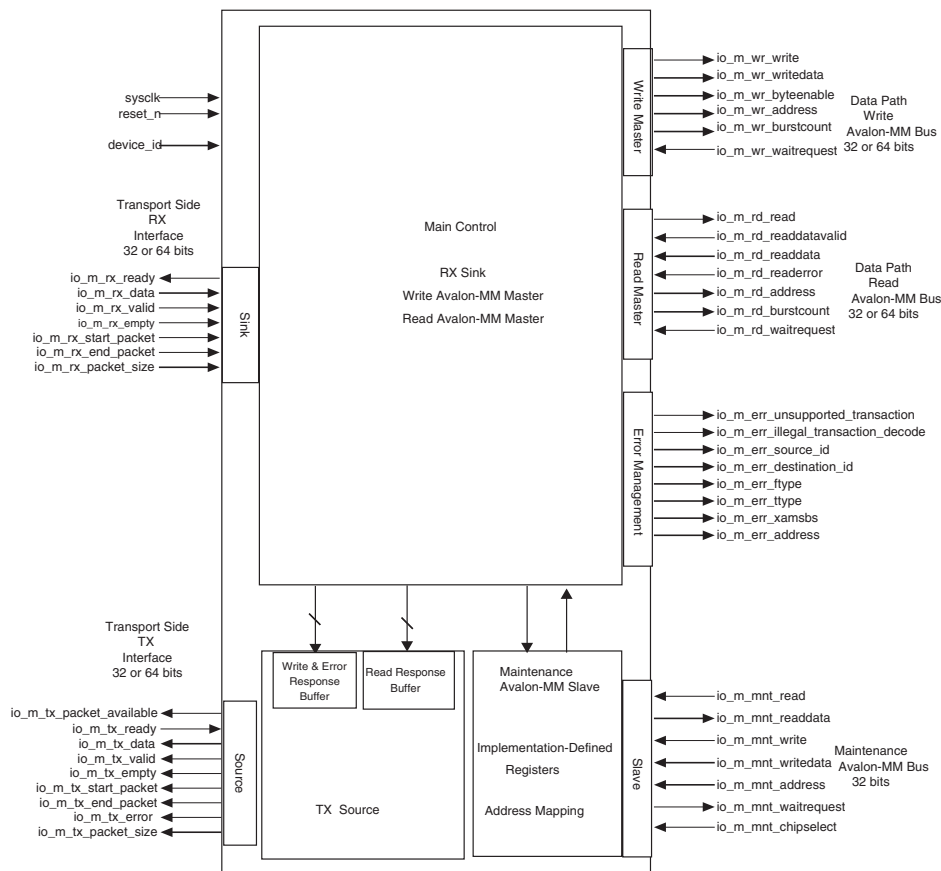 sysclk
reset_n
device_id
Transport Side
RX
Interface
32 or 64 bits
io_m_rx_ready
io_m_rx_data
io_m_rx_valid
io_m_rx_empty
io_m_rx_start_packet
io_m_rx_end_packet
io_m_rx_packet_size
Sink
Main Control
RX Sink
Write Avalon-MM Master
Read Avalon-MM Master
Write Master
io_m_wr_write
io_m_wr_writedata
io_m_wr_byteenable
io_m_wr_address
io_m_wr_burstcount
io_m_wr_waitrequest
Data Path
Write
Avalon-MM Bus
32 or 64 bits
Read Master
io_m_rd_read
io_m_rd_readdatavalid
io_m_rd_readdata
io_m_rd_readerror
io_m_rd_address
io_m_rd_burstcount
io_m_rd_waitrequest
Data Path
Read
Avalon-MM Bus
32 or 64 bits
Error Management
io_m_err_unsupported_transaction
io_m_err_illegal_transaction_decode
io_m_err_source_id
io_m_err_destination_id
io_m_err_ftype
io_m_err_ttype
io_m_err_xamsbs
io_m_err_address
Transport Side
TX
Interface
32 or 64 bits
io_m_tx_packet_available
io_m_tx_ready
io_m_tx_data
io_m_tx_valid
io_m_tx_empty
io_m_tx_start_packet
io_m_tx_end_packet
io_m_tx_error
io_m_tx_packet_size
Source
Write & Error
Response
Buffer
Read Response
Buffer
TX Source
Maintenance
Avalon-MM Slave
Implementation-Defined
Registers
Address Mapping
Slave
io_m_mnt_read
io_m_mnt_readdata
io_m_mnt_write
io_m_mnt_writedata
io_m_mnt_address
io_m_mnt_waitrequest
io_m_mnt_chipselect
Maintenance
Avalon-MM Bus
32 bits